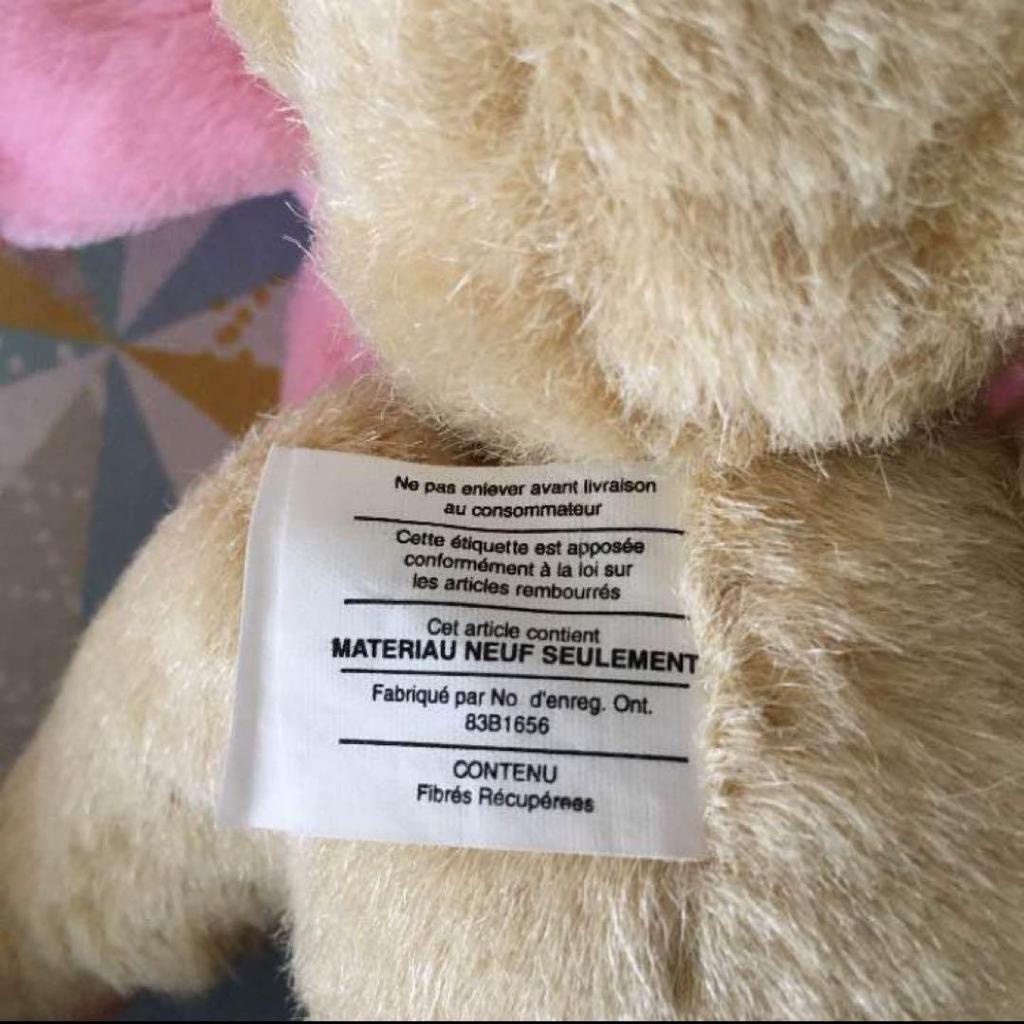 Ne pas enlever avant livraison
au consommateur
Cette étiquette est apposée
conformément à la loi sur
les articles rembourrés
Cet article contient
MATERIAU NEUF SEULEMENT
Fabriqué par No d'enreg. Ont.
83B1656
CONTENU
Fibrés Récupérees